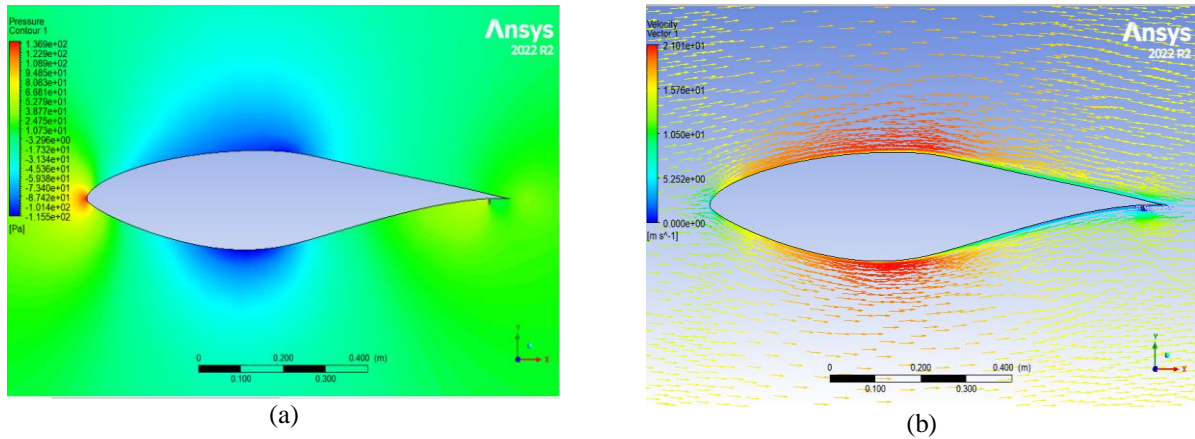 Pressure
Contour 1
1.369e+02
1.229e+02
1.089e+02
9.485e+01
8.083e+01
6.681e+01
5.279e+01
3.877e+01
2.475e+01
1.073e+01
-3.296e+00
-1.732e+01
-3.134e+01
-4.536e+01
-5.938e+01
-7.340e+01
-8.742e+01
-1.014e+02
-1.155e+02
[Pa]
Ansys
2022 R2
0 0.200 0.400 (m)
0.100 0.300
Y
X
(a)
Velocity
Vector 1
2.101e+01
1.576e+01
1.050e+01
5.252e+00
0.000e+00
[m s^-1]
Ansys
2022 R2
0 0.200 0.400 (m)
0.100 0.300
Y
X
(b)